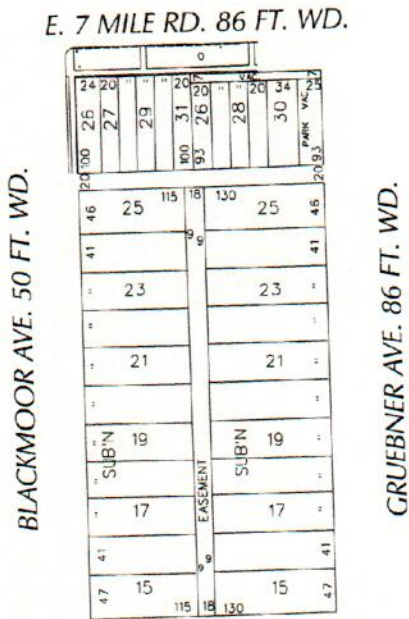 E. 7 MILE RD. 86 FT. WD.
0
VAC
17 17
24 20 " " " 20 20 " " 20 34 25
26 27 29 31 26 28 30 PARK VAC
100 100 93 93
20 20
BLACKMOOR AVE. 50 FT. WD.
GRUEBNER AVE. 86 FT. WD.
115 18 130
46 25 25 46
9 9
41 41
" 23 23 "
" "
" 21 21 "
" "
" 19 19 "
SUB'N SUB'N
" "
EASEMENT
" 17 17 "
41 41
9 9
47 15 15 47
115 18 130